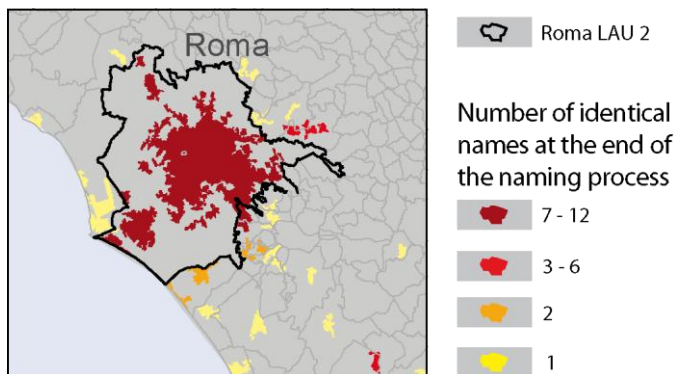 Roma
Roma LAU 2
Number of identical
names at the end of
the naming process
7 - 12
3 - 6
2
1